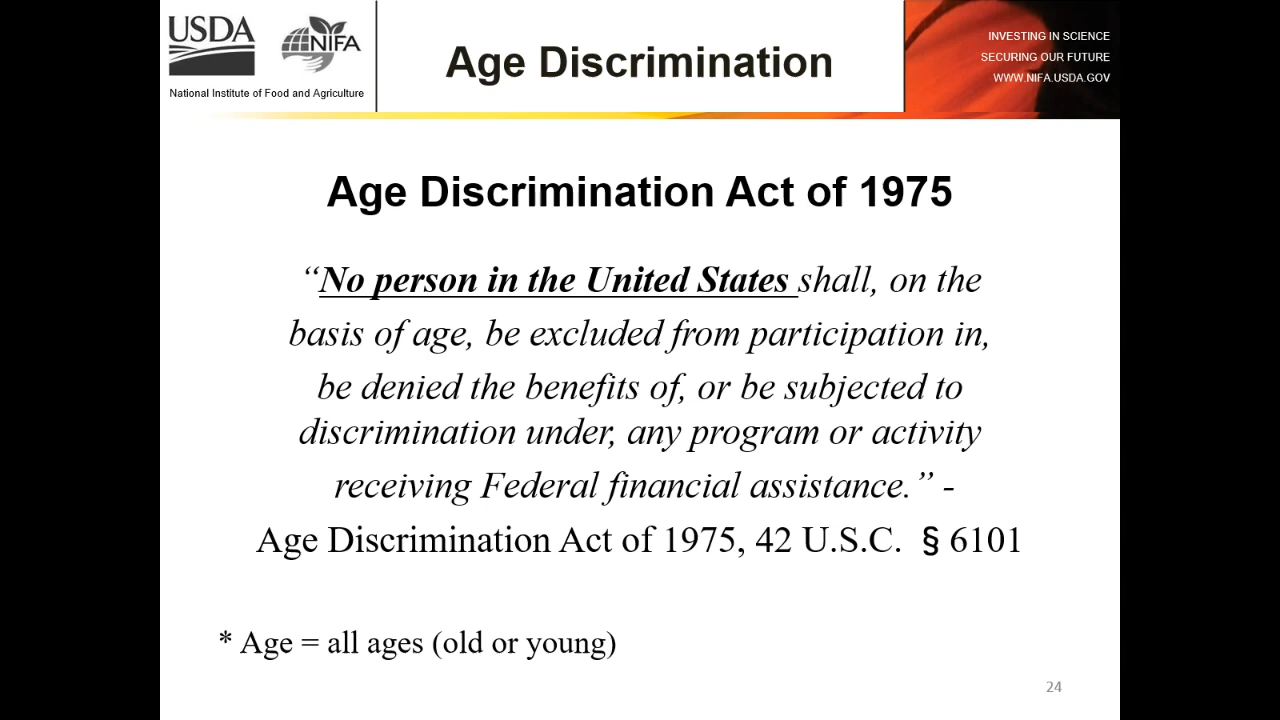 USDA
NIFA
National Institute of Food and Agriculture
Age Discrimination
INVESTING IN SCIENCE
SECURING OUR FUTURE
WWW.NIFA.USDA.GOV
Age Discrimination Act of 1975
“No person in the United States shall, on the
basis of age, be excluded from participation in,
be denied the benefits of, or be subjected to
discrimination under, any program or activity
receiving Federal financial assistance.” -
Age Discrimination Act of 1975, 42 U.S.C. § 6101
* Age = all ages (old or young)
24